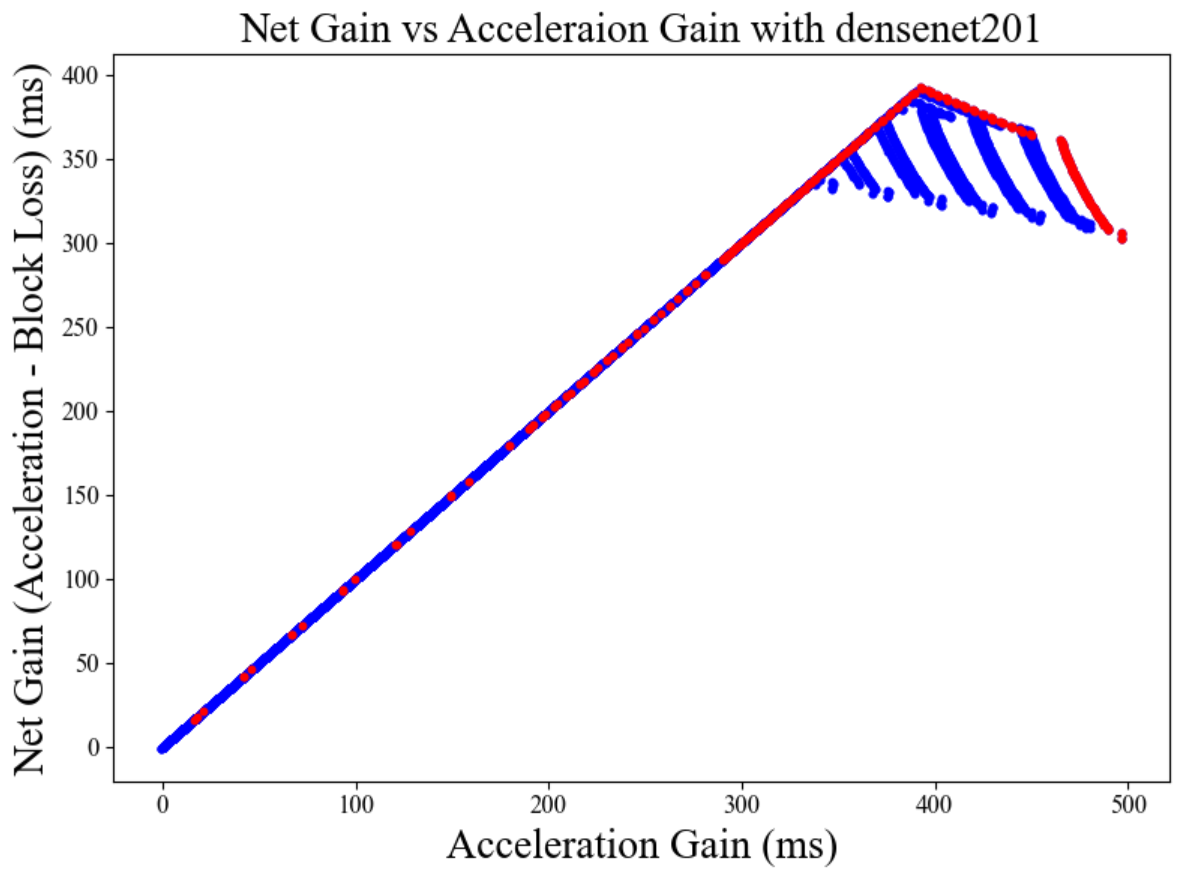 Net Gain vs Acceleraion Gain with densenet201
Net Gain (Acceleration - Block Loss) (ms)
400
350
300
250
200
150
100
50
0
0 100 200 300 400 500
Acceleration Gain (ms)